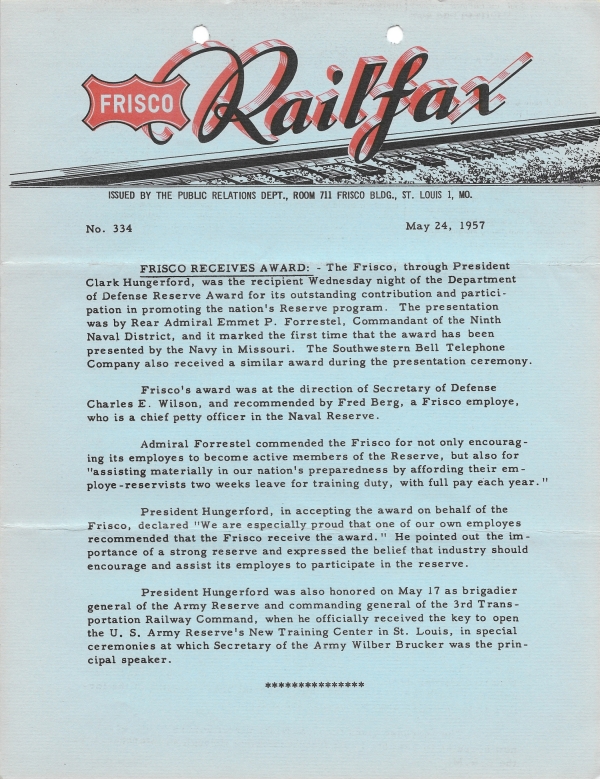 FRISCO
Railfax
ISSUED BY THE PUBLIC RELATIONS DEPT., ROOM 711 FRISCO BLDG., ST. LOUIS 1, MO.
No. 334
May 24, 1957
FRISCO RECEIVES AWARD: - The Frisco, through President
Clark Hungerford, was the recipient Wednesday night of the Department
of Defense Reserve Award for its outstanding contribution and partici-
pation in promoting the nation's Reserve program. The presentation
was by Rear Admiral Emmet P. Forrestel, Commandant of the Ninth
Naval District, and it marked the first time that the award has been
presented by the Navy in Missouri. The Southwestern Bell Telephone
Company also received a similar award during the presentation ceremony.
Frisco's award was at the direction of Secretary of Defense
Charles E. Wilson, and recommended by Fred Berg, a Frisco employe,
who is a chief petty officer in the Naval Reserve.
Admiral Forrestel commended the Frisco for not only encourag-
ing its employes to become active members of the Reserve, but also for
"assisting materially in our nation's preparedness by affording their em-
ploye-reservists two weeks leave for training duty, with full pay each year."
President Hungerford, in accepting the award on behalf of the
Frisco, declared "We are especially proud that one of our own employes
recommended that the Frisco receive the award." He pointed out the im-
portance of a strong reserve and expressed the belief that industry should
encourage and assist its employes to participate in the reserve.
President Hungerford was also honored on May 17 as brigadier
general of the Army Reserve and commanding general of the 3rd Trans-
portation Railway Command, when he officially received the key to open
the U. S. Army Reserve's New Training Center in St. Louis, in special
ceremonies at which Secretary of the Army Wilber Brucker was the prin-
cipal speaker.
***************